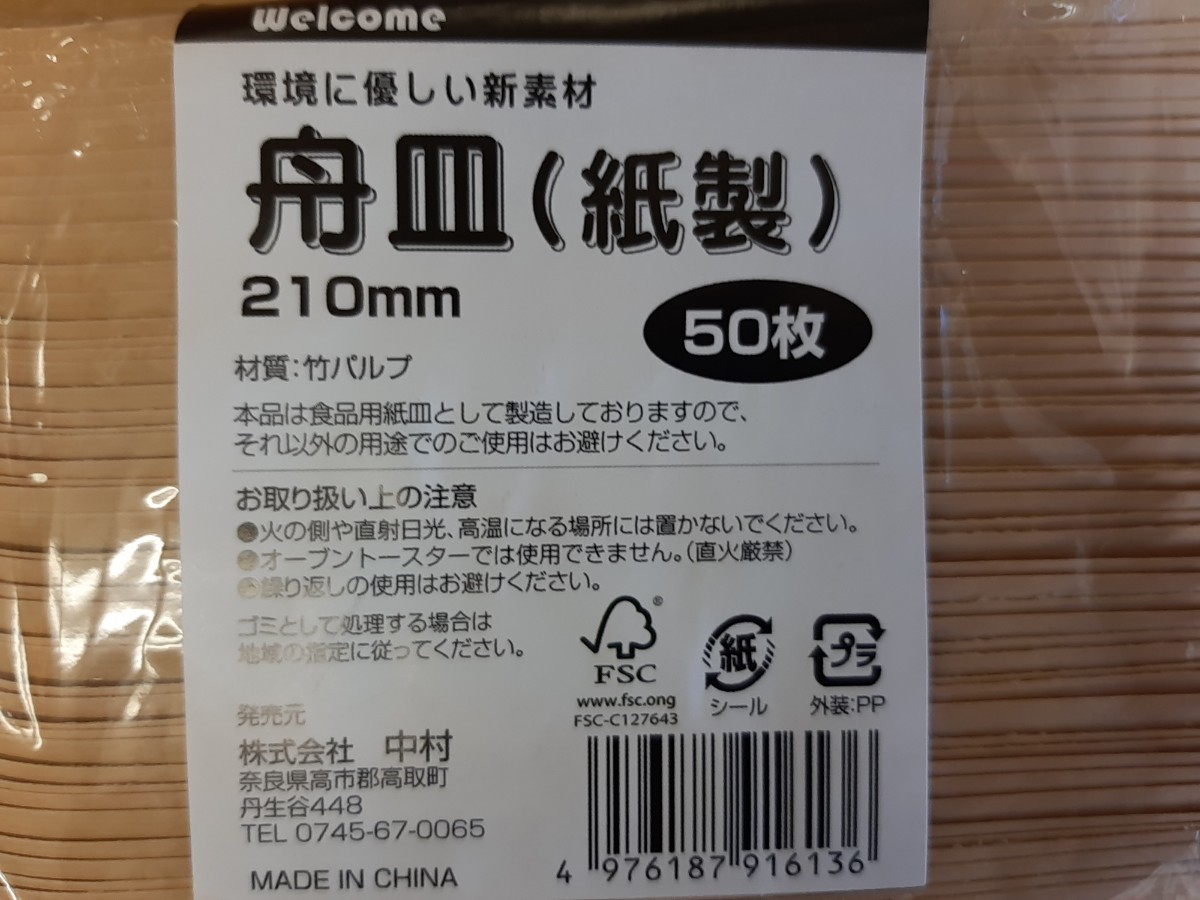 welcome
環境に優しい新素材
舟皿(紙製)
210mm
50枚
材質:竹パルプ
本品は食品用紙皿として製造しておりますので、
それ以外の用途でのご使用はお避けください。
お取り扱い上の注意
●火の側や直射日光、高温になる場所には置かないでください。
●オーブントースターでは使用できません。(直火厳禁)
●繰り返しの使用はお避けください。
ゴミとして処理する場合は
地域の指定に従ってください。
FSC®
www.fsc.ong
FSC-C127643
紙
シール
プラ
外装:PP
発売元
株式会社 中村
奈良県高市郡高取町
丹生谷448
TEL 0745-67-0065
MADE IN CHINA
4 976187 916136